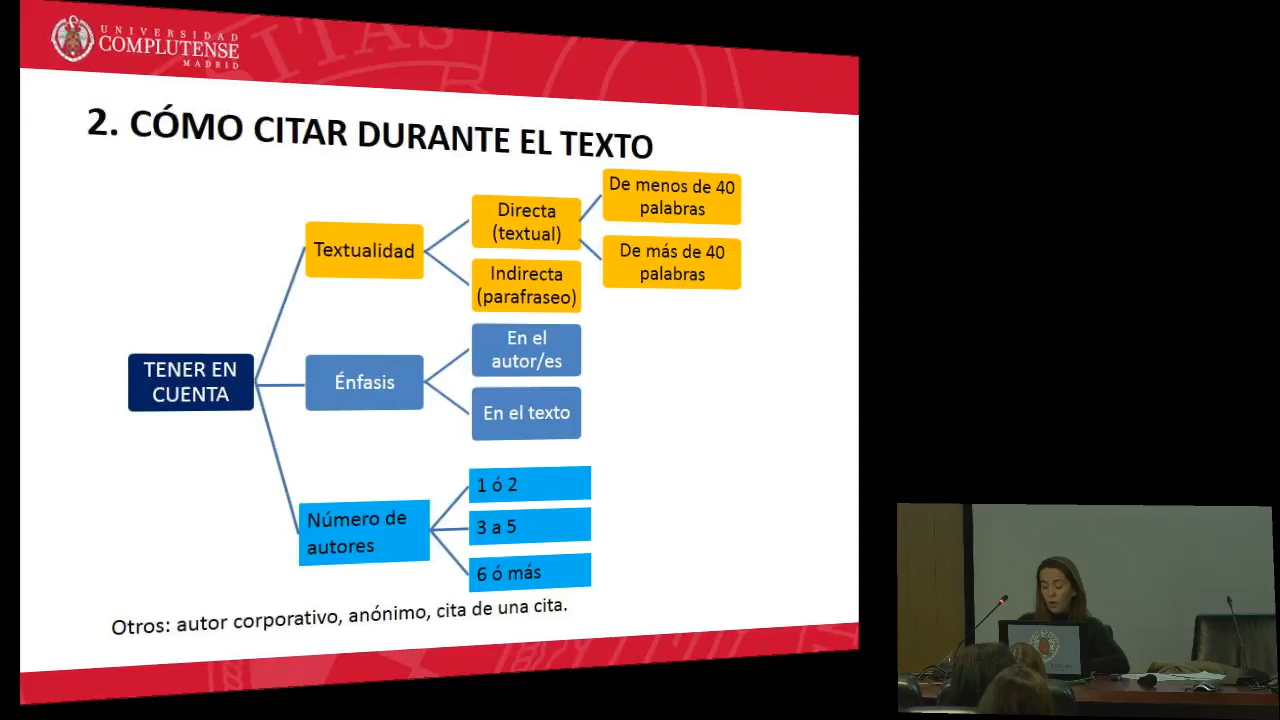 UNIVERSIDAD
COMPLUTENSE
MADRID
2. CÓMO CITAR DURANTE EL TEXTO
TENER EN
CUENTA
Textualidad
Directa
(textual)
De menos de 40
palabras
De más de 40
palabras
Indirecta
(parafraseo)
Énfasis
En el
autor/es
En el texto
Número de
autores
1 ó 2
3 a 5
6 ó más
Otros: autor corporativo, anónimo, cita de una cita.